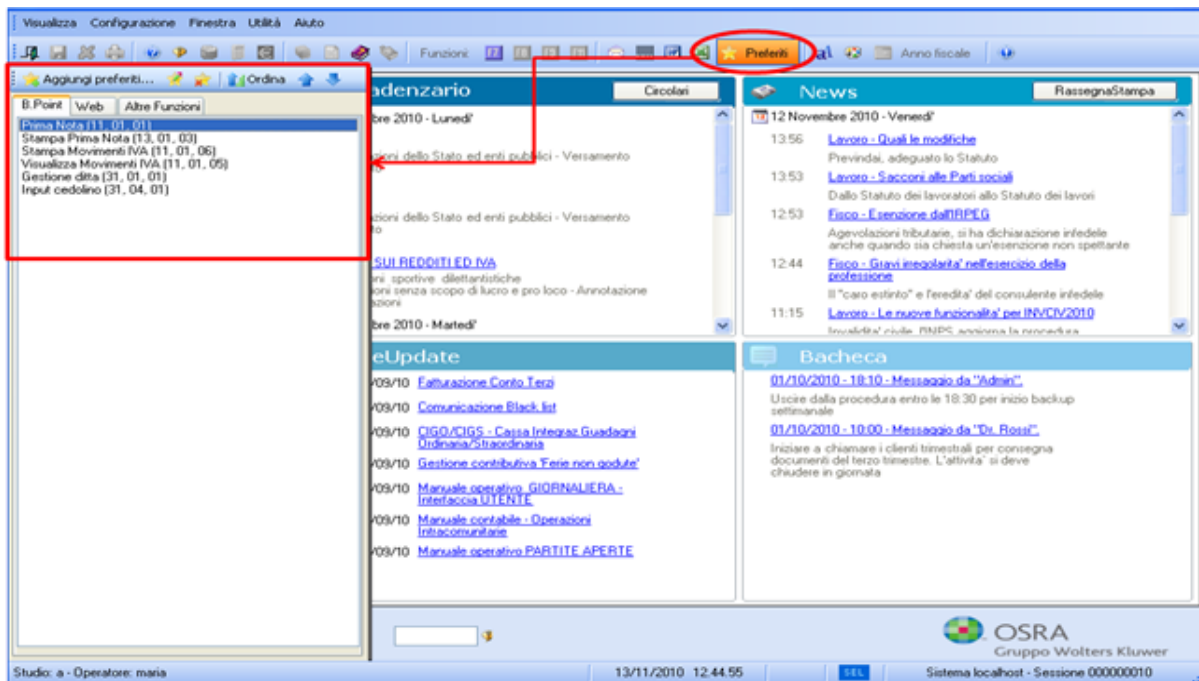 Visualizza Configurazione Finestra Utilità Aiuto
Funzioni: Preferiti Anno fiscale
Aggiungi preferiti... Ordina
B.Point Web Altre Funzioni
Prima Nota (11, 01, 01)
Stampa Prima Nota (13, 01, 03)
Stampa Movimenti IVA (11, 01, 06)
Visualizza Movimenti IVA (11, 01, 05)
Gestione ditta (31, 01, 01)
Input cedolino (31, 04, 01)
adenzario Circolari
bre 2010 - Lunedi'
zioni dello Stato ed enti pubblici - Versamento
zioni dello Stato ed enti pubblici - Versamento
to
SUI REDDITI ED IVA
ni sportive dilettantistiche
ioni senza scopo di lucro e pro loco - Annotazione
azioni
bre 2010 - Martedi'
News RassegnaStampa
12 Novembre 2010 - Venerdi'
13:56 Lavoro - Quali le modifiche
Previndai, adeguato lo Statuto
13:53 Lavoro - Sacconi alle Parti sociali
Dallo Statuto dei lavoratori allo Statuto dei lavori
12:53 Fisco - Esenzione dall'IRPEG
Agevolazioni tributarie, si ha dichiarazione infedele
anche quando sia chiesta un'esenzione non spettante
12:44 Fisco - Gravi irregolarita' nell'esercizio della
professione
Il "caro estinto" e l'eredita' del consulente infedele
11:15 Lavoro - Le nuove funzionalita' per INVCIV2010
Invalidita' civile, l'INPS aggiorna la procedura
eUpdate
/09/10 Fatturazione Conto Terzi
/09/10 Comunicazione Black list
/09/10 CIGO/CIGS - Cassa Integraz Guadagni
Ordinaria/Straordinaria
/09/10 Gestione contributiva 'Ferie non godute'
/09/10 Manuale operativo GIORNALIERA -
Interfaccia UTENTE
/09/10 Manuale contabile - Operazioni
Intracomunitarie
/09/10 Manuale operativo PARTITE APERTE
Bacheca
01/10/2010 - 18:10 - Messaggio da "Admin".
Uscire dalla procedura entro le 18:30 per inizio backup
settimanale
01/10/2010 - 10:00 - Messaggio da "Dr. Rossi".
Iniziare a chiamare i clienti trimestrali per consegna
documenti del terzo trimestre. L'attivita' si deve
chiudere in giornata
OSRA
Gruppo Wolters Kluwer
Studio: a - Operatore: maria 13/11/2010 12.44.55 SEL Sistema localhost - Sessione 000000010